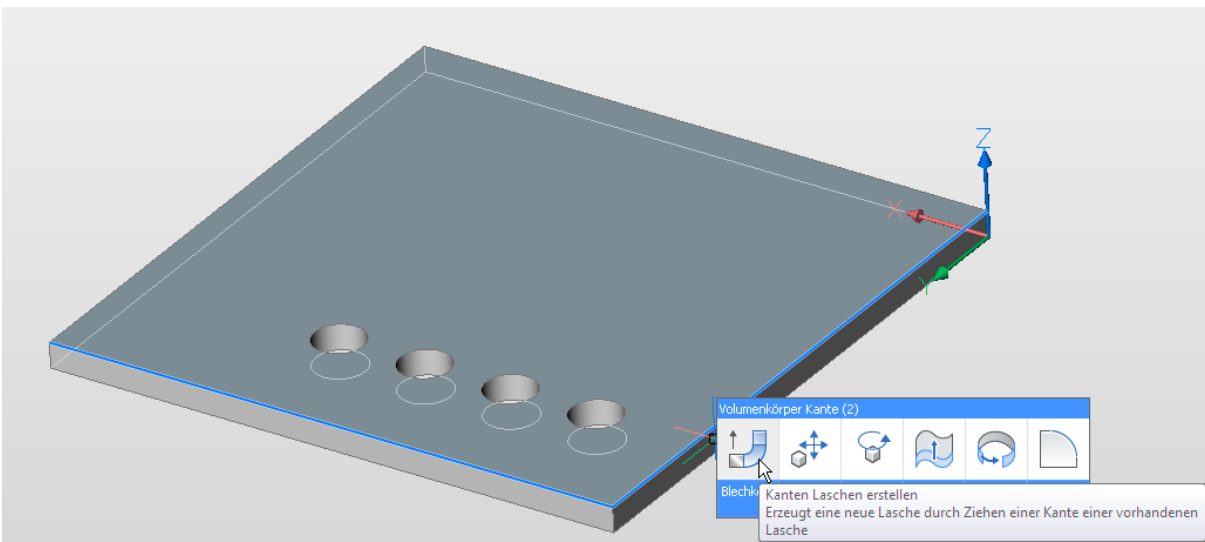 Z
X
Y
Volumenkörper Kante (2)
Blechk
Kanten Laschen erstellen
Erzeugt eine neue Lasche durch Ziehen einer Kante einer vorhandenen
Lasche